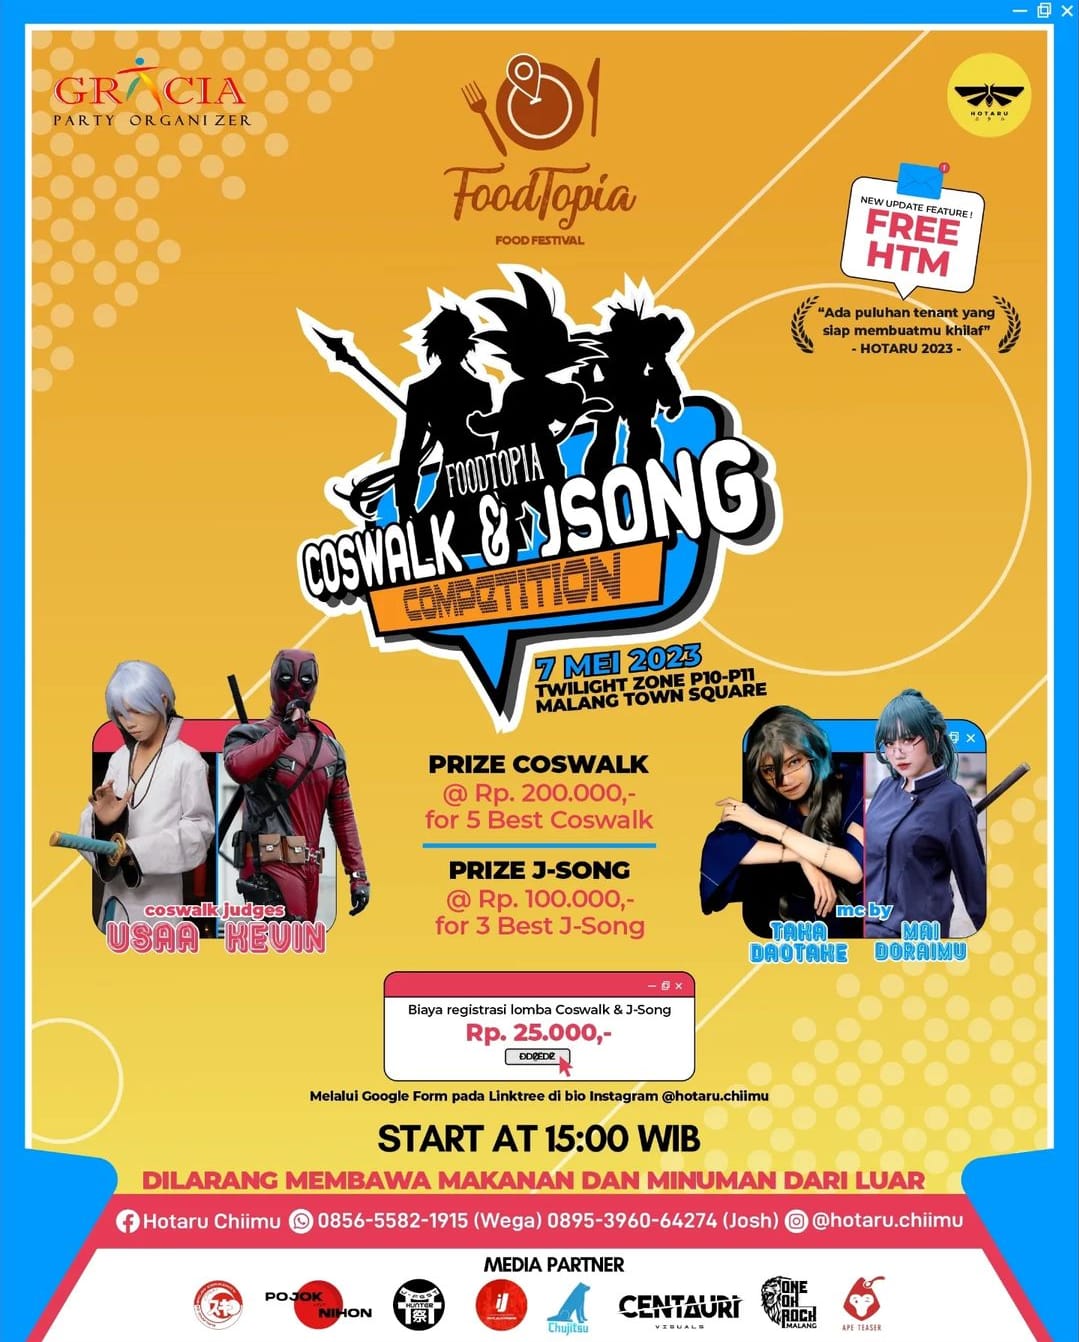 GRACIA
PARTY ORGANIZER
FoodTopia
FOOD FESTIVAL
HOTARU
ホタル
NEW UPDATE FEATURE !
FREE
HTM
"Ada puluhan tenant yang
siap membuatmu khilaf"
- HOTARU 2023 -
FOODTOPIA
COSWALK & JSONG
COMPETITION
7 MEI 2023
TWILIGHT ZONE P10-P11
MALANG TOWN SQUARE
PRIZE COSWALK
@ Rp. 200.000,-
for 5 Best Coswalk
PRIZE J-SONG
@ Rp. 100.000,-
for 3 Best J-Song
coswalk judges
USAA KEVIN
mc by
TAKA DAOTAKE
MAI DORAIMU
Biaya registrasi lomba Coswalk & J-Song
Rp. 25.000,-
Melalui Google Form pada Linktree di bio Instagram @hotaru.chiimu
START AT 15:00 WIB
DILARANG MEMBAWA MAKANAN DAN MINUMAN DARI LUAR
Hotaru Chiimu 0856-5582-1915 (Wega) 0895-3960-64274 (Josh) @hotaru.chiimu
MEDIA PARTNER
POJOK
NIHON
HUNTER
祭
Chujitsu
CENTAURI
VISUALS
ONE
OK
ROCK
MALANG
APE TEASER